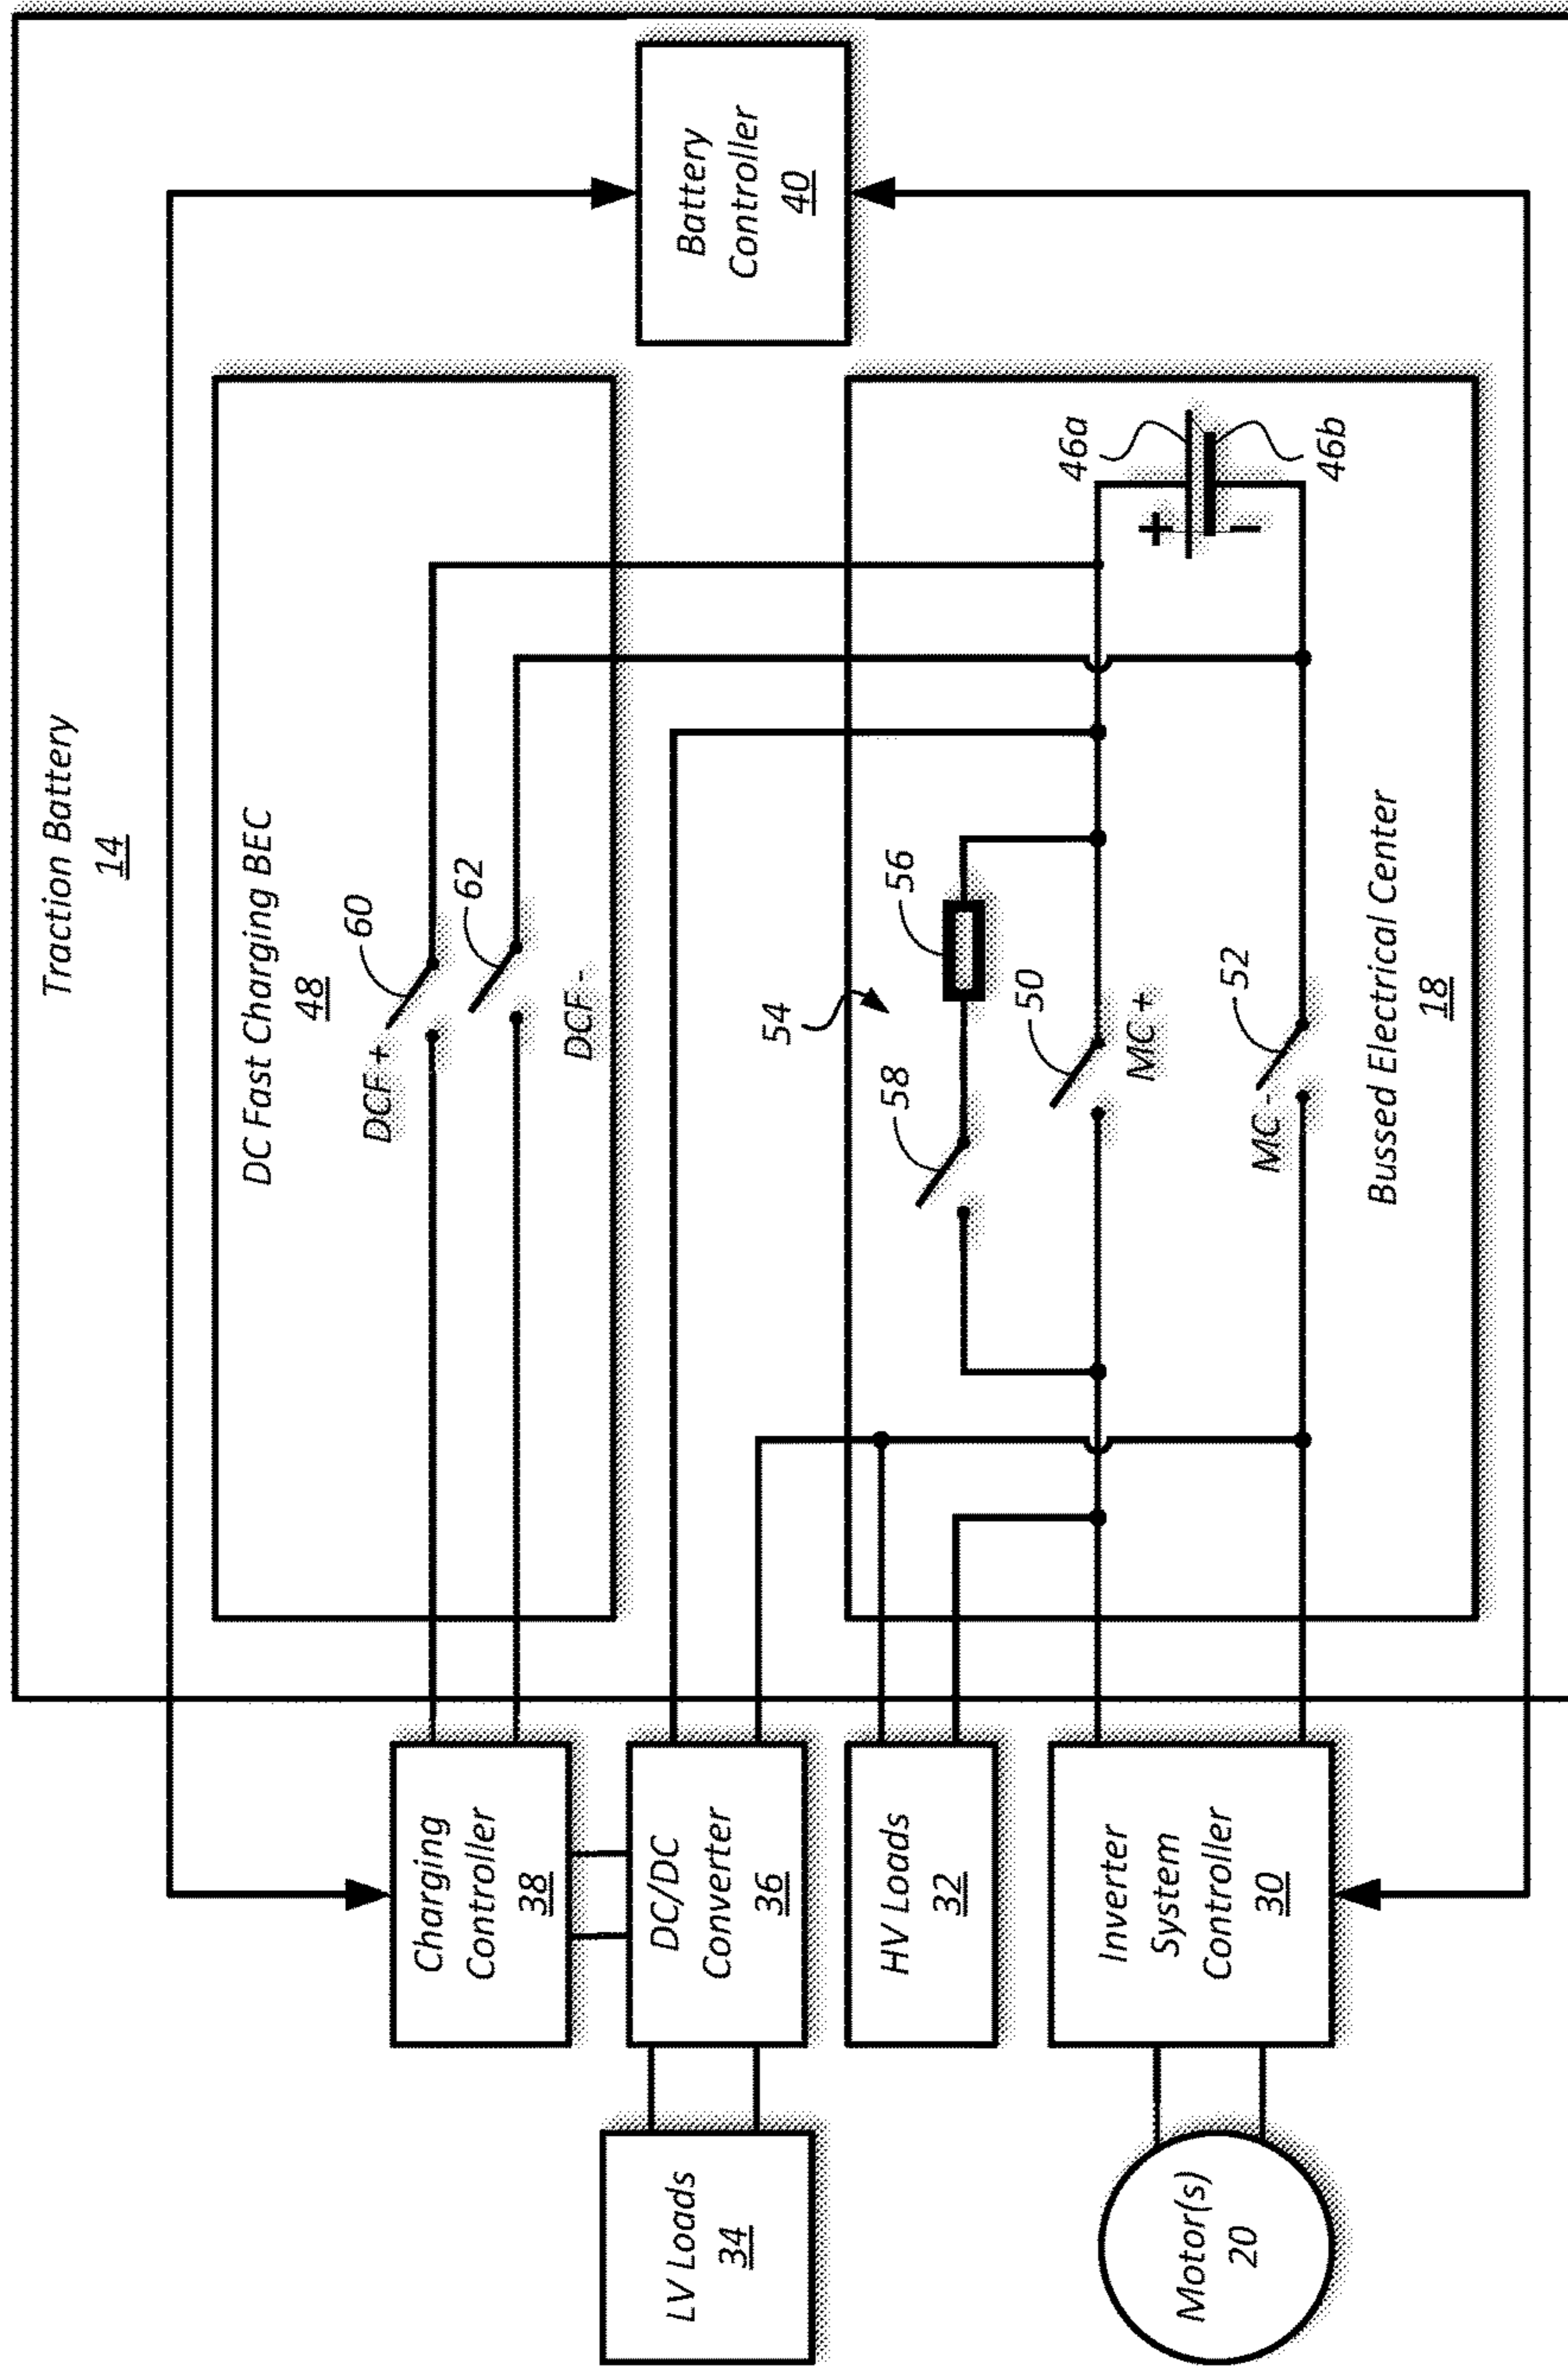 Traction Battery
14
DC Fast Charging BEC
48
DCF +
60
62
DCF -
Battery
Controller
40
Charging
Controller
38
DC/DC
Converter
36
LV Loads
34
HV Loads
32
54
56
58
50
MC +
46a
+
-
46b
52
MC -
Bussed Electrical Center
18
Inverter
System
Controller
30
Motor(s)
20